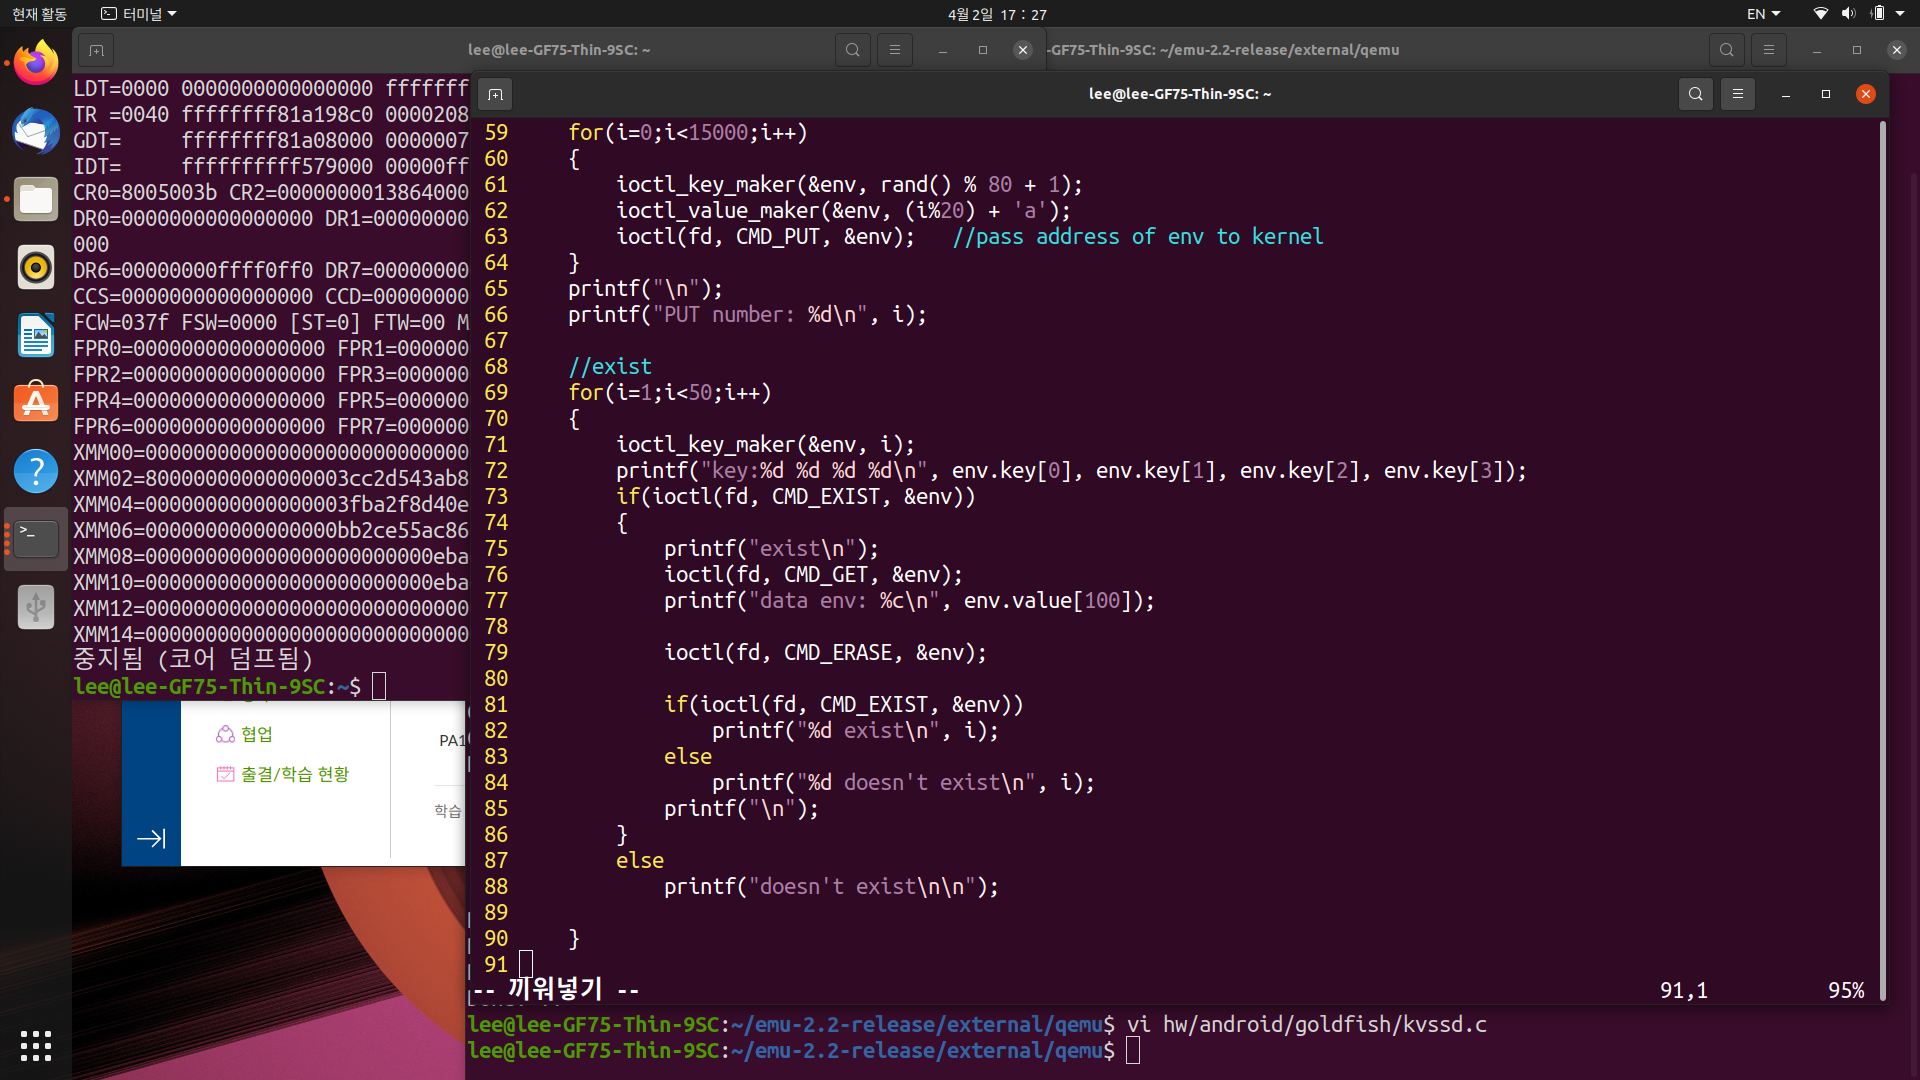 현재 활동
터미널
4월 2일 17 : 27
EN
lee@lee-GF75-Thin-9SC: ~
-GF75-Thin-9SC: ~/emu-2.2-release/external/qemu
LDT=0000 0000000000000000 fffffff
TR =0040 ffffffff81a198c0 0000208
GDT=     ffffffff81a08000 0000007
IDT=     ffffffffff579000 00000ff
CR0=8005003b CR2=0000000013864000
DR0=0000000000000000 DR1=00000000
000
DR6=00000000ffff0ff0 DR7=00000000
CCS=0000000000000000 CCD=00000000
FCW=037f FSW=0000 [ST=0] FTW=00 M
FPR0=0000000000000000 FPR1=000000
FPR2=0000000000000000 FPR3=000000
FPR4=0000000000000000 FPR5=000000
FPR6=0000000000000000 FPR7=000000
XMM00=000000000000000000000000000
XMM02=80000000000000003cc2d543ab8
XMM04=00000000000000003fba2f8d40e
XMM06=0000000000000000bb2ce55ac86
XMM08=000000000000000000000000eba
XMM10=000000000000000000000000eba
XMM12=000000000000000000000000000
XMM14=000000000000000000000000000
중지됨 (코어 덤프됨)
lee@lee-GF75-Thin-9SC:~$
협업
출결/학습 현황
PA1
학습
lee@lee-GF75-Thin-9SC: ~
59     for(i=0;i<15000;i++)
60     {
61         ioctl_key_maker(&env, rand() % 80 + 1);
62         ioctl_value_maker(&env, (i%20) + 'a');
63         ioctl(fd, CMD_PUT, &env);   //pass address of env to kernel
64     }
65     printf("\n");
66     printf("PUT number: %d\n", i);
67
68     //exist
69     for(i=1;i<50;i++)
70     {
71         ioctl_key_maker(&env, i);
72         printf("key:%d %d %d %d\n", env.key[0], env.key[1], env.key[2], env.key[3]);
73         if(ioctl(fd, CMD_EXIST, &env))
74         {
75             printf("exist\n");
76             ioctl(fd, CMD_GET, &env);
77             printf("data env: %c\n", env.value[100]);
78
79             ioctl(fd, CMD_ERASE, &env);
80
81             if(ioctl(fd, CMD_EXIST, &env))
82                 printf("%d exist\n", i);
83             else
84                 printf("%d doesn't exist\n", i);
85             printf("\n");
86         }
87         else
88             printf("doesn't exist\n\n");
89
90     }
91
-- 끼워넣기 --
91,1
95%
lee@lee-GF75-Thin-9SC:~/emu-2.2-release/external/qemu$ vi hw/android/goldfish/kvssd.c
lee@lee-GF75-Thin-9SC:~/emu-2.2-release/external/qemu$